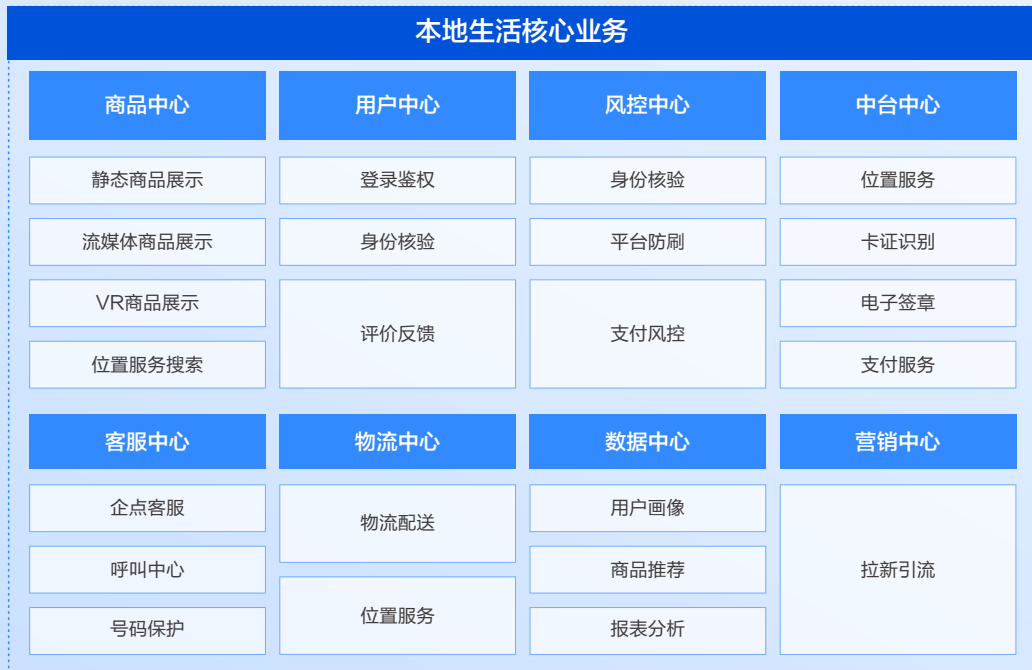 本地生活核心业务
商品中心
用户中心
风控中心
中台中心
静态商品展示
登录鉴权
身份核验
位置服务
流媒体商品展示
身份核验
平台防刷
卡证识别
VR商品展示
评价反馈
支付风控
电子签章
位置服务搜索
支付服务
客服中心
物流中心
数据中心
营销中心
企点客服
物流配送
用户画像
拉新引流
呼叫中心
商品推荐
号码保护
位置服务
报表分析